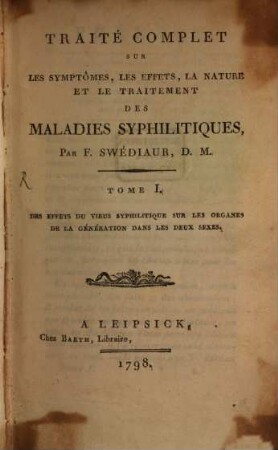 TRAITÉ COMPLET
SUR
LES SYMPTÔMES, LES EFFETS, LA NATURE
ET LE TRAITEMENT
DES
MALADIES SYPHILITIQUES,
PAR F. SWÉDIAUR, D. M.
R
TOME I.
DES EFFETS DU VIRUS SYPHILITIQUE SUR LES ORGANES
DE LA GÉNÉRATION DANS LES DEUX SEXES.
A LEIPSICK,
Chez BARTH, Libraire,
1798.